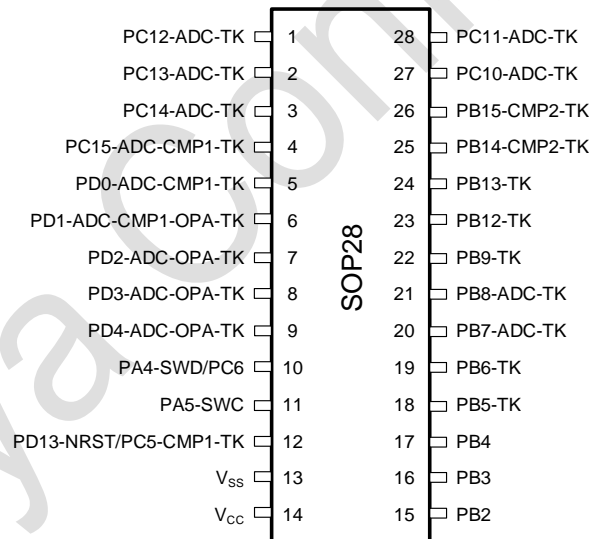 PC12-ADC-TK 1 28 PC11-ADC-TK
PC13-ADC-TK 2 27 PC10-ADC-TK
PC14-ADC-TK 3 26 PB15-CMP2-TK
PC15-ADC-CMP1-TK 4 25 PB14-CMP2-TK
PD0-ADC-CMP1-TK 5 24 PB13-TK
PD1-ADC-CMP1-OPA-TK 6 23 PB12-TK
PD2-ADC-OPA-TK 7 22 PB9-TK
PD3-ADC-OPA-TK 8 21 PB8-ADC-TK
PD4-ADC-OPA-TK 9 20 PB7-ADC-TK
PA4-SWD/PC6 10 19 PB6-TK
PA5-SWC 11 18 PB5-TK
PD13-NRST/PC5-CMP1-TK 12 17 PB4
VSS 13 16 PB3
VCC 14 15 PB2
SOP28